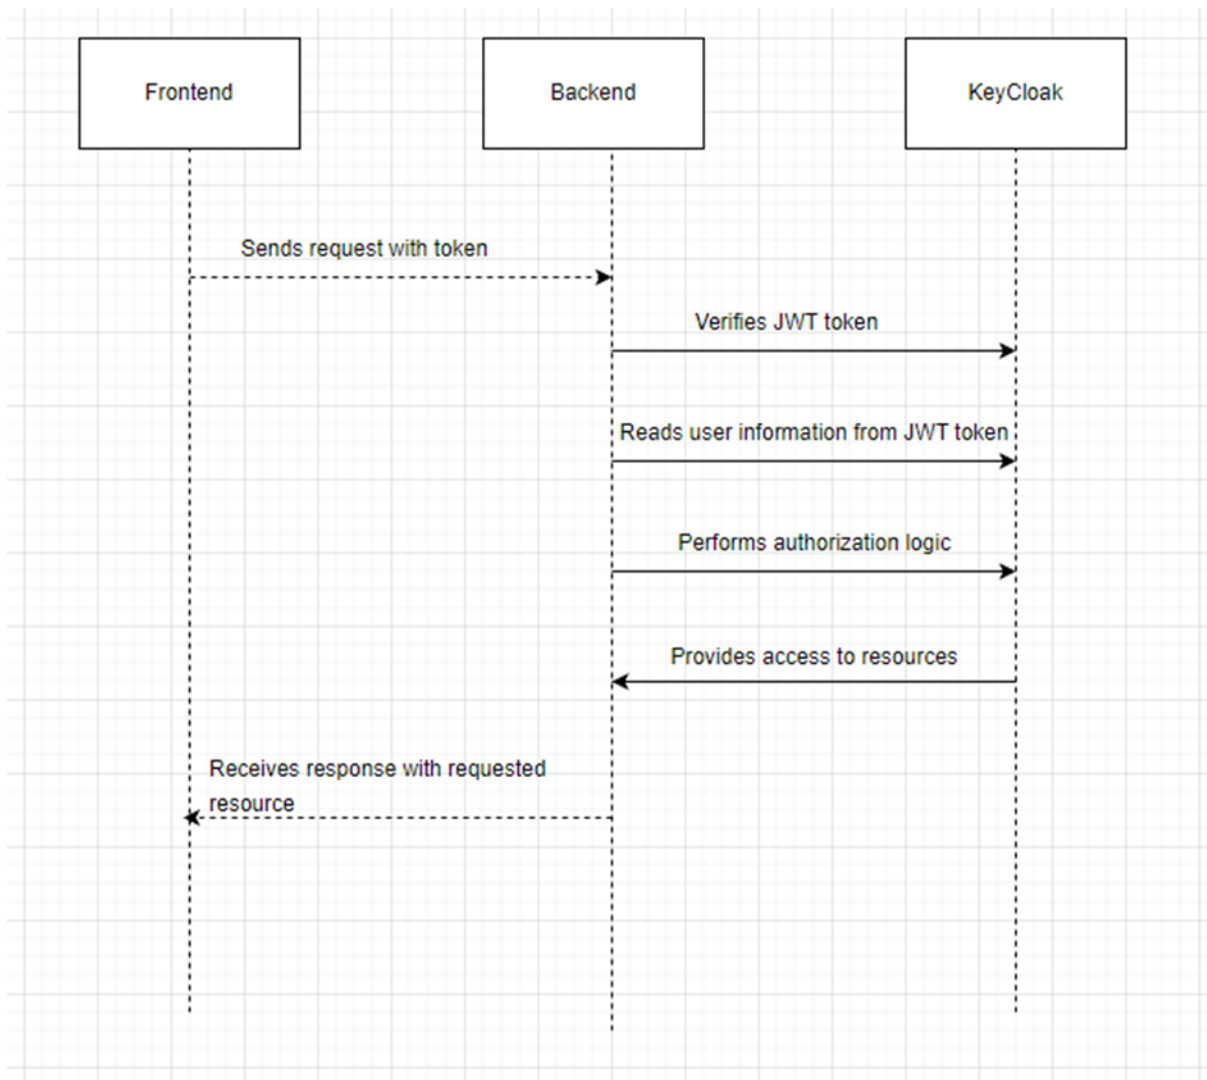 Frontend
Backend
KeyCloak
Sends request with token
Verifies JWT token
Reads user information from JWT token
Performs authorization logic
Provides access to resources
Receives response with requested
resource